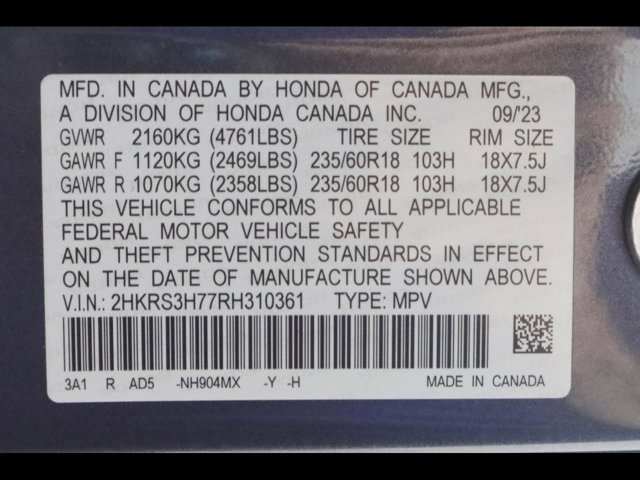 MFD. IN CANADA BY HONDA OF CANADA MFG.,
A DIVISION OF HONDA CANADA INC. 09/'23
GVWR 2160KG (4761LBS) TIRE SIZE RIM SIZE
GAWR F 1120KG (2469LBS) 235/60R18 103H 18X7.5J
GAWR R 1070KG (2358LBS) 235/60R18 103H 18X7.5J
THIS VEHICLE CONFORMS TO ALL APPLICABLE
FEDERAL MOTOR VEHICLE SAFETY
AND THEFT PREVENTION STANDARDS IN EFFECT
ON THE DATE OF MANUFACTURE SHOWN ABOVE.
V.I.N.: 2HKRS3H77RH310361 TYPE: MPV
3A1 R AD5 -NH904MX -Y -H MADE IN CANADA